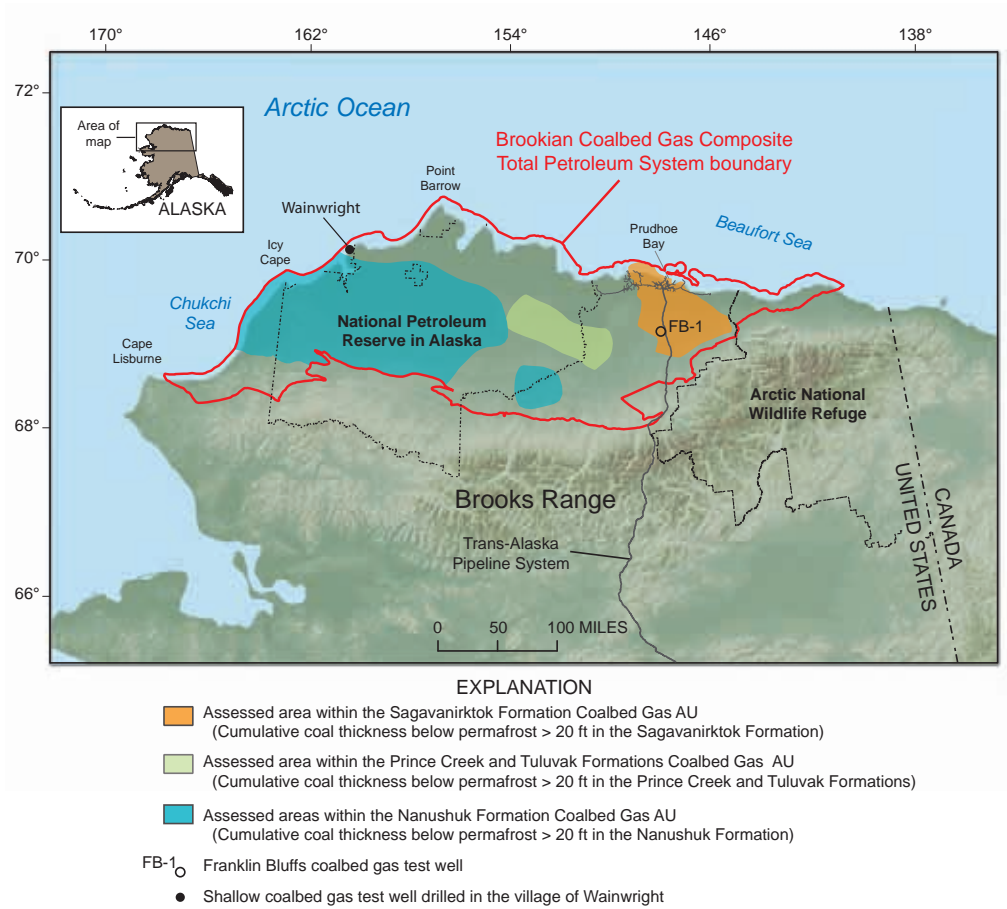 170°
162°
154°
146°
138°
72°
70°
68°
66°
Area of
map
ALASKA
Arctic Ocean
Brookian Coalbed Gas Composite
Total Petroleum System boundary
Point
Barrow
Wainwright
Icy
Cape
Prudhoe
Bay
Beaufort Sea
Chukchi
Sea
National Petroleum
Reserve in Alaska
FB-1
Cape
Lisburne
Arctic National
Wildlife Refuge
Brooks Range
Trans-Alaska
Pipeline System
CANADA
UNITED STATES
0 50 100 MILES
EXPLANATION
Assessed area within the Sagavanirktok Formation Coalbed Gas AU
(Cumulative coal thickness below permafrost > 20 ft in the Sagavanirktok Formation)
Assessed area within the Prince Creek and Tuluvak Formations Coalbed Gas AU
(Cumulative coal thickness below permafrost > 20 ft in the Prince Creek and Tuluvak Formations)
Assessed areas within the Nanushuk Formation Coalbed Gas AU
(Cumulative coal thickness below permafrost > 20 ft in the Nanushuk Formation)
FB-1 Franklin Bluffs coalbed gas test well
Shallow coalbed gas test well drilled in the village of Wainwright